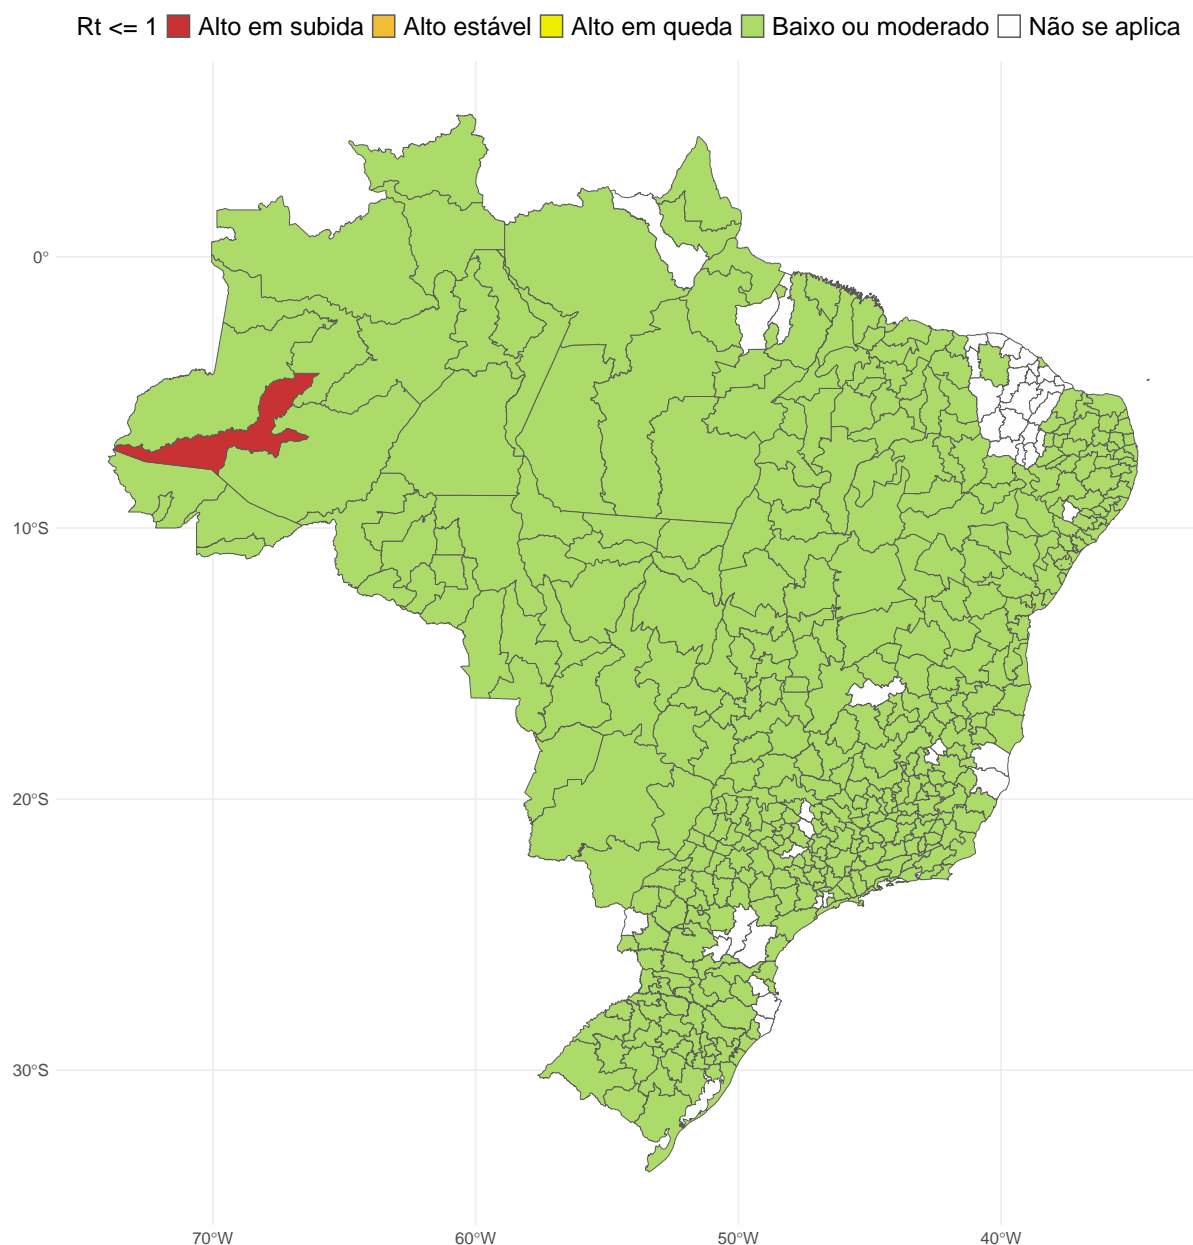 Rt <= 1 Alto em subida Alto estável Alto em queda Baixo ou moderado Não se aplica
0°
10°S
20°S
30°S
70°W 60°W 50°W 40°W